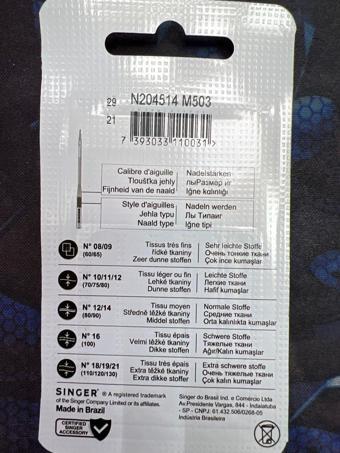 29
21
N204514 M503
7 393033 110031
Calibre d'aiguille
Tloušťka jehly
Fijnheid van de naald
Nadelstärken
Iğne kalınlığı
Style d'aiguilles
Jehla typu
Naald type
Nadeln werden
Iğne tipi
N° 08/09
(60/65)
Tissus très fins
řídké tkaniny
Zeer dunne stoffen
Sehr leichte Stoffe
Очень тонкие ткани
Çok ince kumaşlar
N° 10/11/12
(70/75/80)
Tissu léger ou fin
Lehké tkaniny
Dunne stoffen
Leichte Stoffe
Легкие ткани
Hafif kumaşlar
N° 12/14
(80/90)
Tissu moyen
Středně těžké tkaniny
Middel stoffen
Normale Stoffe
Средние ткани
Orta kalınlıkta kumaşlar
N° 16
(100)
Tissu épais
Velmi těžké tkaniny
Dikke stoffen
Schwere Stoffe
Тяжелые ткани
Ağır/Kalın kumaşlar
N° 18/19/21
(110/120/130)
Extra tissu épais
Extra těžké tkaniny
Extra dikke stoffen
Extra schwere stoffe
Очень тяжелые ткани
Çok kalın kumaşlar
SINGER ® A registered trademark
of the Singer Company Limited or its affiliates.
Made in Brazil
CERTIFIED
SINGER
ACCESSORY
Singer do Brasil Ind. e Comércio Ltda
Av.Presidente Vargas, 844 - Indaiatuba
- SP - CNPJ: 61.432.506/0268-05
Indústria Brasileira